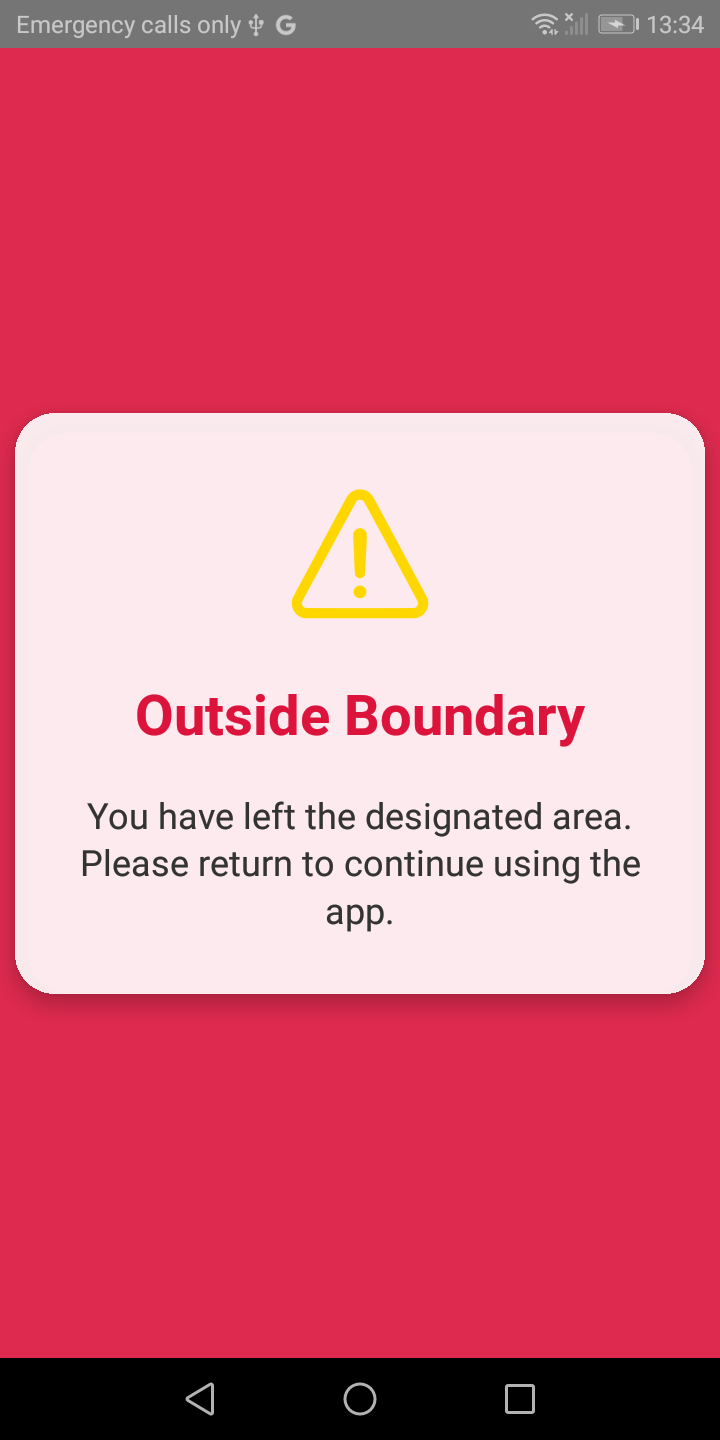 Emergency calls only
13:34
Outside Boundary
You have left the designated area.
Please return to continue using the
app.